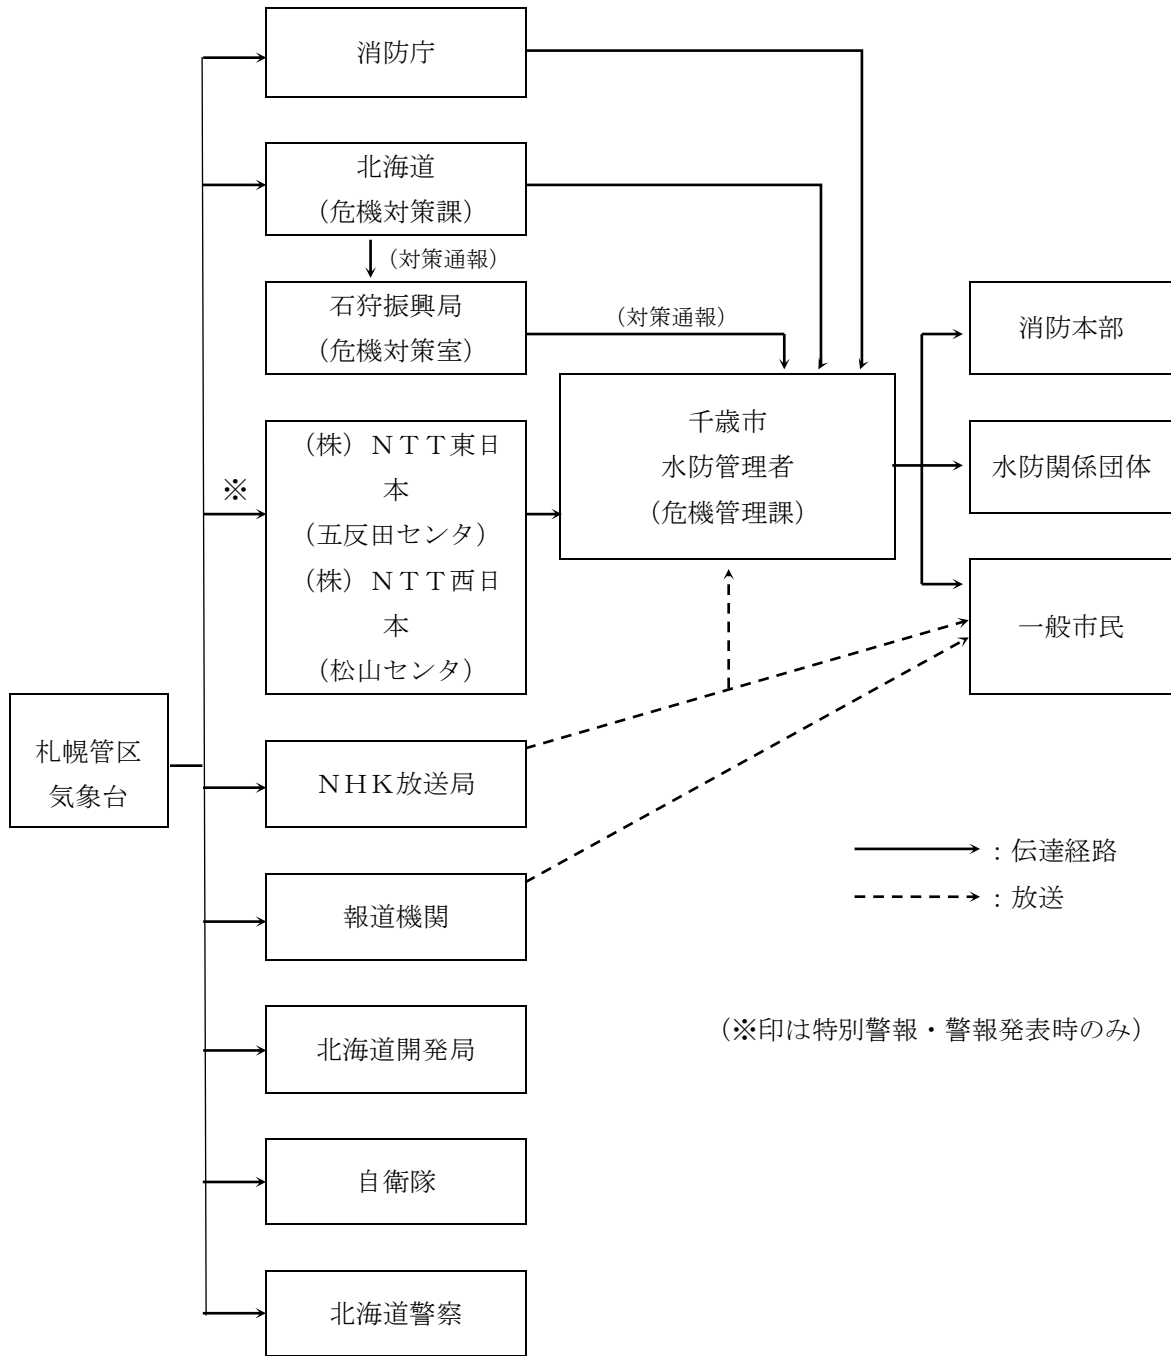 消防庁
北海道
（危機対策課）
（対策通報）
石狩振興局
（危機対策室）
（対策通報）
消防本部
千歳市
水防管理者
（危機管理課）
（株）ＮＴＴ東日
本
（五反田センタ）
（株）ＮＴＴ西日
本
（松山センタ）
※
水防関係団体
一般市民
札幌管区
気象台
ＮＨＫ放送局
：伝達経路
：放送
報道機関
北海道開発局
（※印は特別警報・警報発表時のみ）
自衛隊
北海道警察